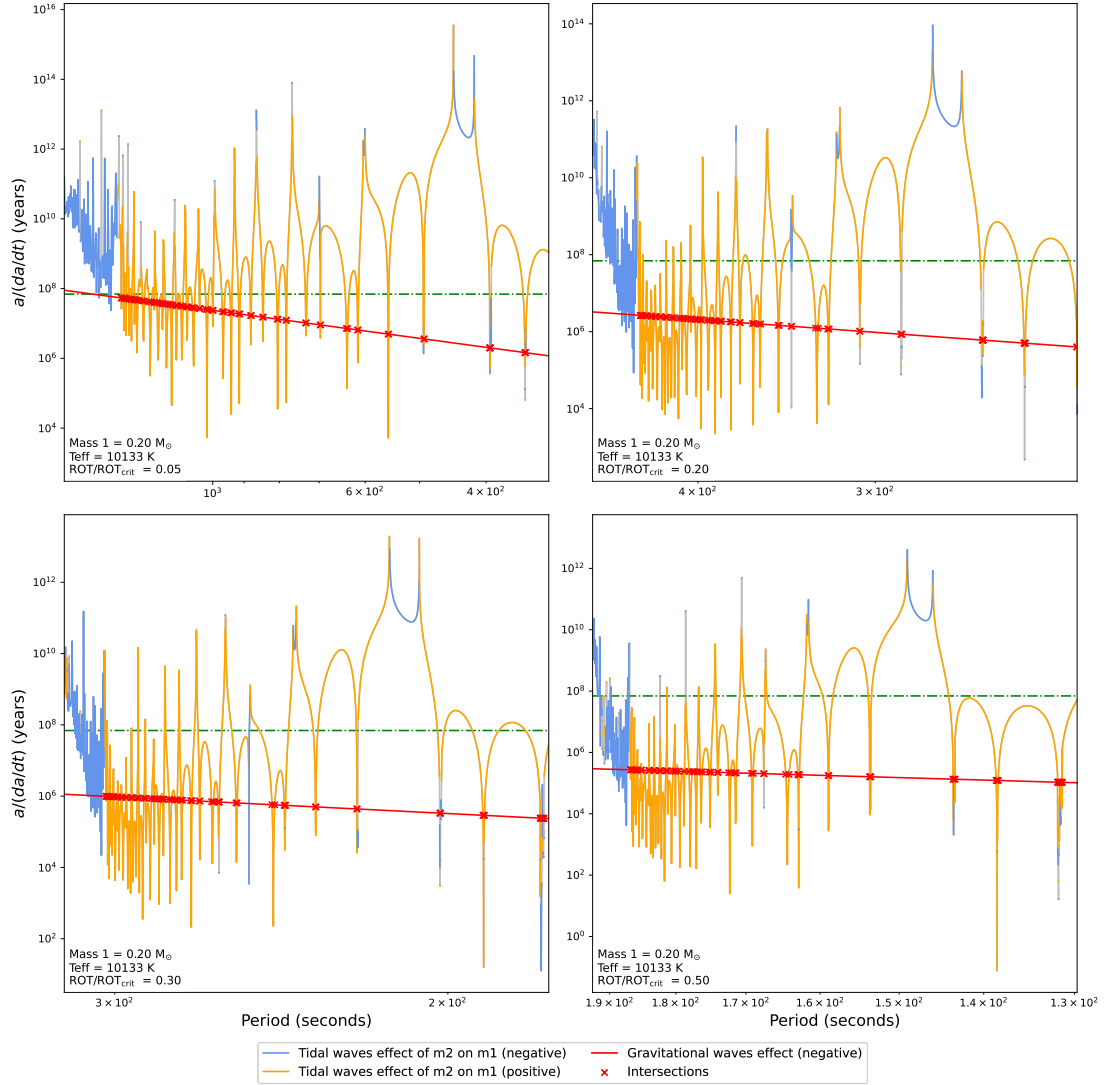 10^16
10^14
10^12
10^10
10^8
10^6
10^4
a/(da/dt) (years)
Mass 1 = 0.20 M☉
Teff = 10133 K
ROT/ROT_crit = 0.05
10^3
6 × 10^2
4 × 10^2
10^14
10^12
10^10
10^8
10^6
10^4
Mass 1 = 0.20 M☉
Teff = 10133 K
ROT/ROT_crit = 0.20
4 × 10^2
3 × 10^2
10^12
10^10
10^8
10^6
10^4
10^2
a/(da/dt) (years)
Mass 1 = 0.20 M☉
Teff = 10133 K
ROT/ROT_crit = 0.30
3 × 10^2
2 × 10^2
Period (seconds)
10^12
10^10
10^8
10^6
10^4
10^2
10^0
Mass 1 = 0.20 M☉
Teff = 10133 K
ROT/ROT_crit = 0.50
1.9 × 10^2
1.8 × 10^2
1.7 × 10^2
1.6 × 10^2
1.5 × 10^2
1.4 × 10^2
1.3 × 10^2
Period (seconds)
Tidal waves effect of m2 on m1 (negative)
Tidal waves effect of m2 on m1 (positive)
Gravitational waves effect (negative)
Intersections